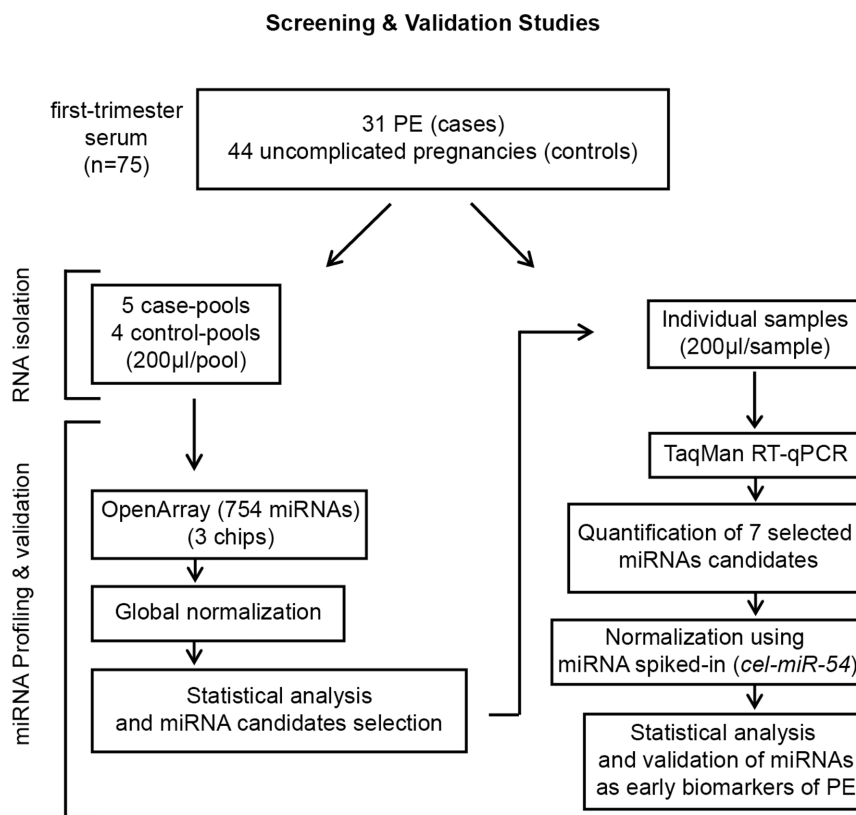 Screening & Validation Studies
first-trimester
serum
(n=75)
31 PE (cases)
44 uncomplicated pregnancies (controls)
RNA isolation
5 case-pools
4 control-pools
(200µl/pool)
miRNA Profiling & validation
OpenArray (754 miRNAs)
(3 chips)
Global normalization
Statistical analysis
and miRNA candidates selection
Individual samples
(200µl/sample)
TaqMan RT-qPCR
Quantification of 7 selected
miRNAs candidates
Normalization using
miRNA spiked-in (cel-miR-54)
Statistical analysis
and validation of miRNAs
as early biomarkers of PE